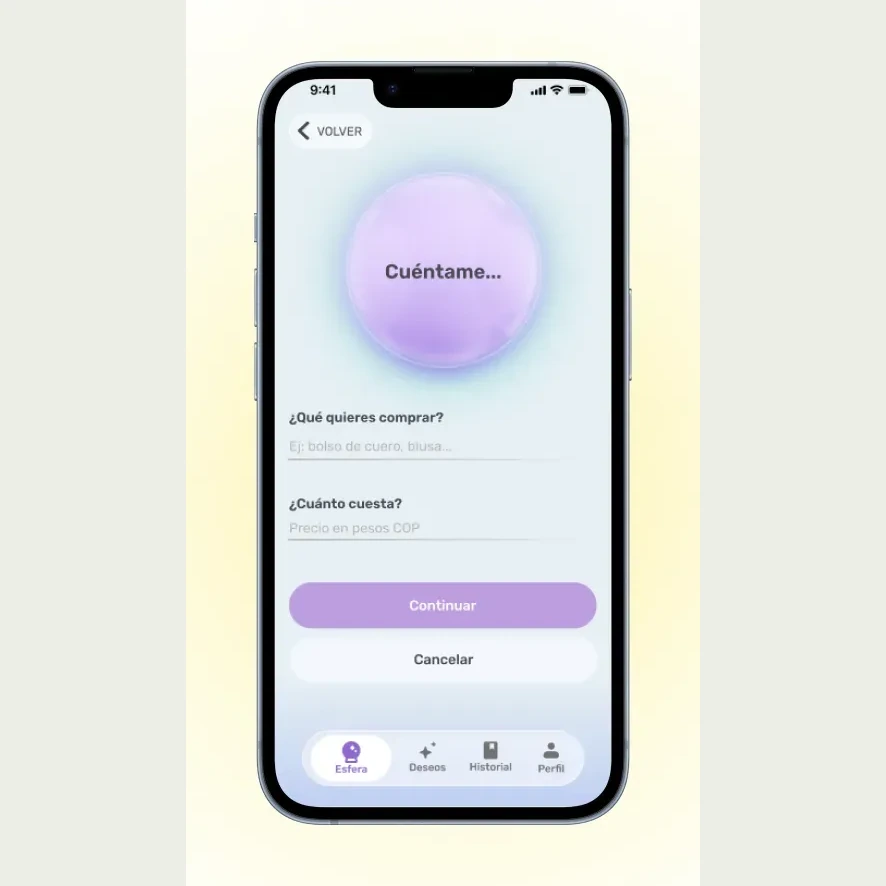 9:41
VOLVER
Cuéntame...
¿Qué quieres comprar?
Ej: bolso de cuero, blusa...
¿Cuánto cuesta?
Precio en pesos COP
Continuar
Cancelar
Esfera Deseos Historial Perfil